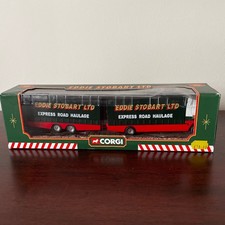 EDDIE STOBART LTD
EXPRESS ROAD HAULAGE
EDDIE STOBART LTD
EXPRESS ROAD HAULAGE
CORGI